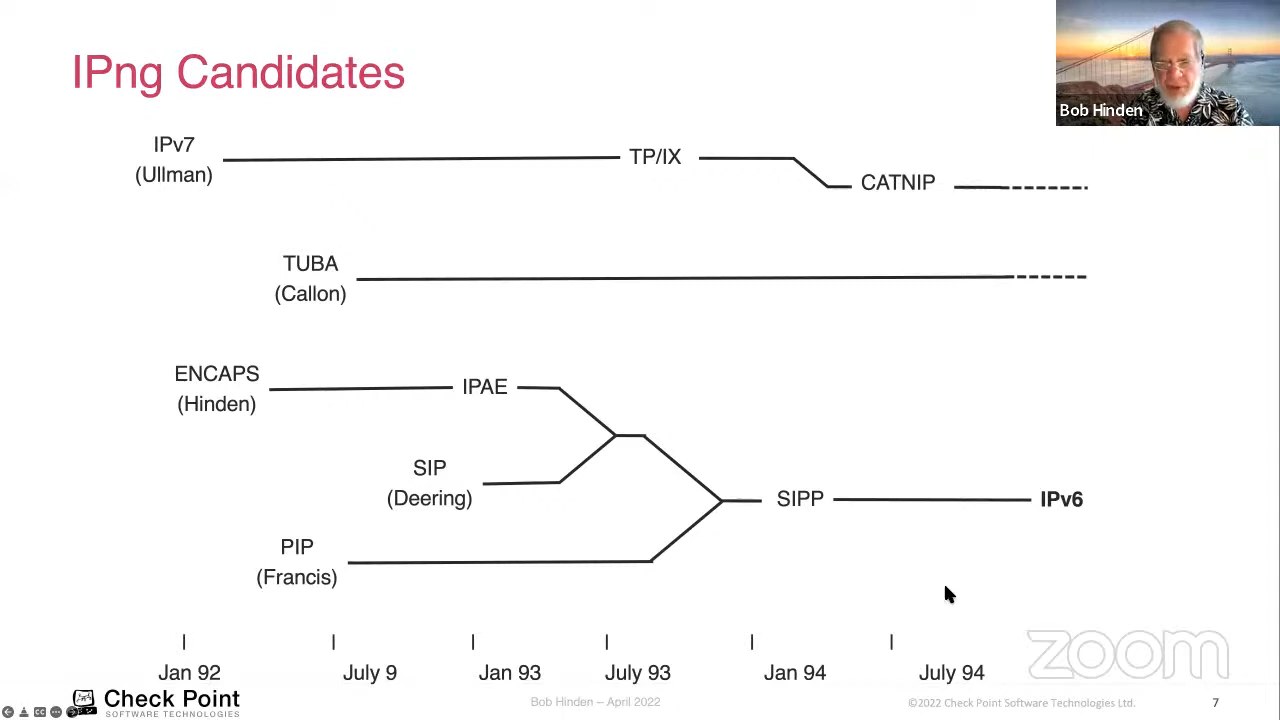 IPng Candidates
Bob Hinden
IPv7
(Ullman)
TP/IX
CATNIP
TUBA
(Callon)
ENCAPS
(Hinden)
IPAE
SIP
(Deering)
SIPP
IPv6
PIP
(Francis)
Jan 92
July 9
Jan 93
July 93
Jan 94
July 94
zoom
Check Point
SOFTWARE TECHNOLOGIES
Bob Hinden – April 2022
©2022 Check Point Software Technologies Ltd.
7